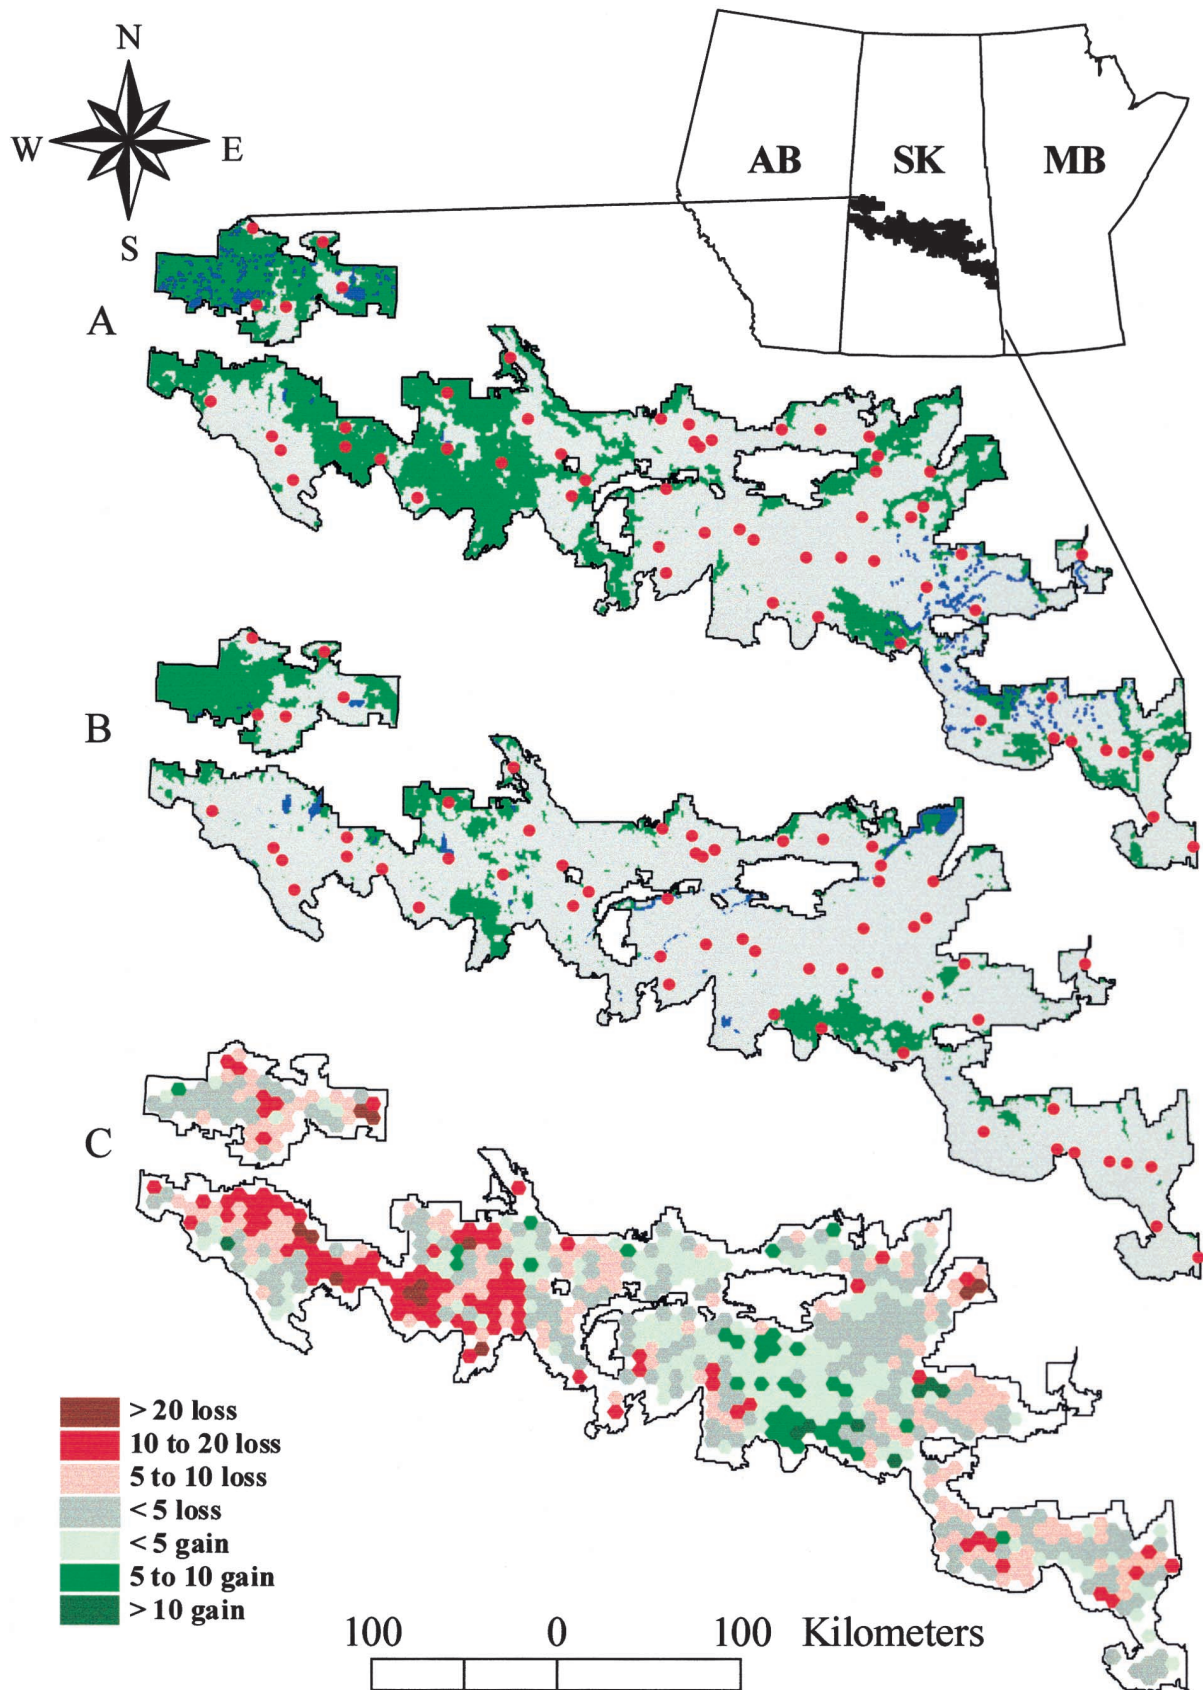 N
W E
S
AB SK MB
A
B
C
> 20 loss
10 to 20 loss
5 to 10 loss
< 5 loss
< 5 gain
5 to 10 gain
> 10 gain
100 0 100 Kilometers